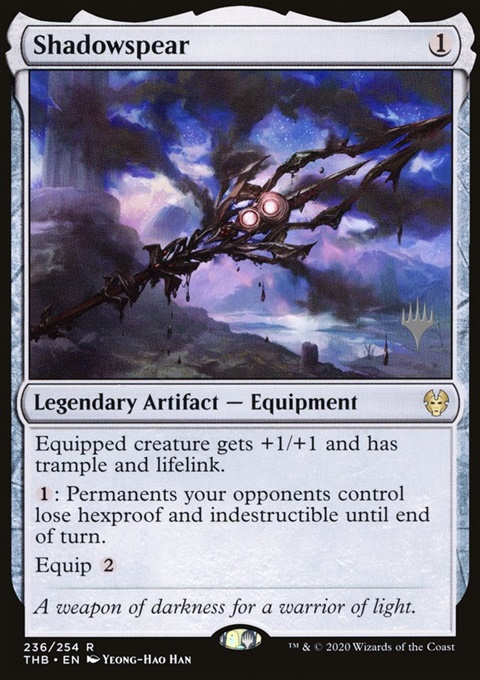 Shadowspear 1
Legendary Artifact — Equipment
Equipped creature gets +1/+1 and has
trample and lifelink.
1: Permanents your opponents control
lose hexproof and indestructible until end
of turn.
Equip 2
A weapon of darkness for a warrior of light.
236/254 R
THB • EN Yeong-Hao Han
™ & © 2020 Wizards of the Coast